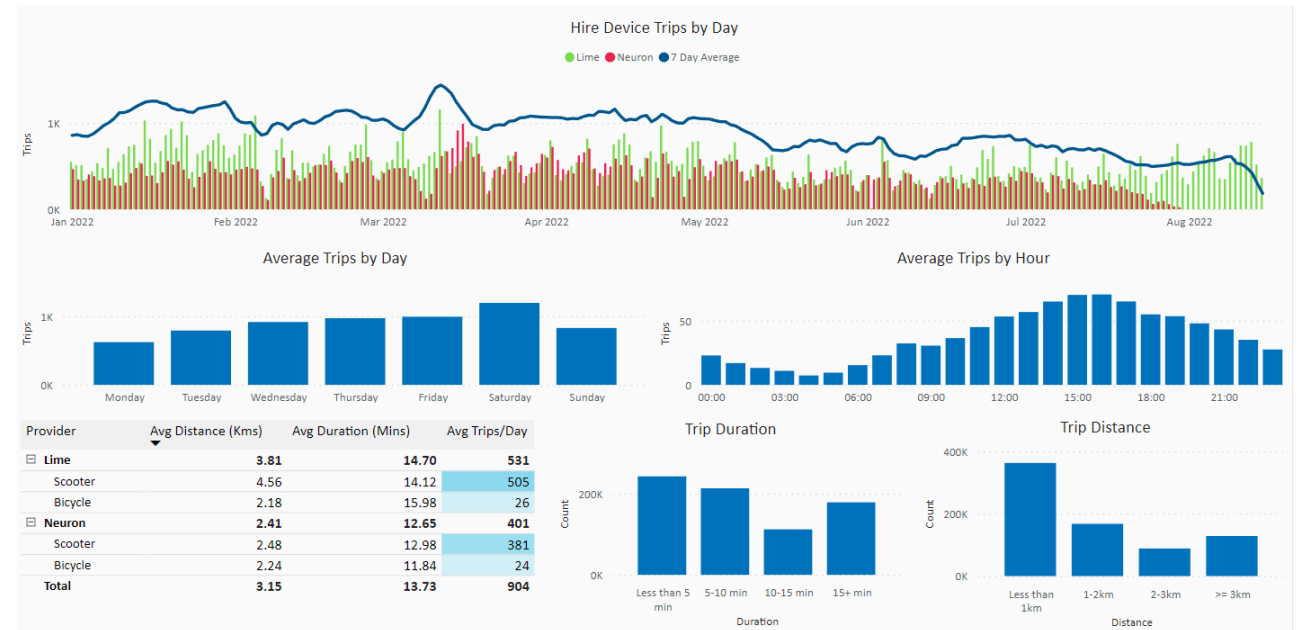 Hire Device Trips by Day
Lime Neuron 7 Day Average
Trips
1K
0K
Jan 2022 Feb 2022 Mar 2022 Apr 2022 May 2022 Jun 2022 Jul 2022 Aug 2022
Average Trips by Day
Trips
1K
0K
Monday Tuesday Wednesday Thursday Friday Saturday Sunday
Average Trips by Hour
Trips
50
0
00:00 03:00 06:00 09:00 12:00 15:00 18:00 21:00
Provider Avg Distance (Kms) Avg Duration (Mins) Avg Trips/Day
Lime 3.81 14.70 531
Scooter 4.56 14.12 505
Bicycle 2.18 15.98 26
Neuron 2.41 12.65 401
Scooter 2.48 12.98 381
Bicycle 2.24 11.84 24
Total 3.15 13.73 904
Trip Duration
Count
200K
0K
Less than 5 5-10 min 10-15 min 15+ min
min
Duration
Trip Distance
Count
400K
200K
0K
Less than 1-2km 2-3km >= 3km
1km
Distance